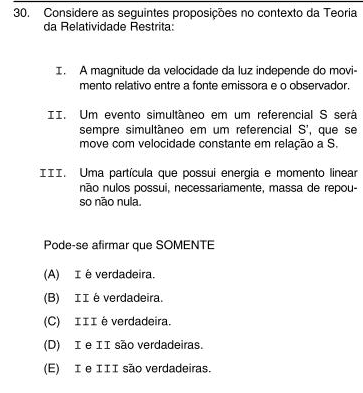 30. Considere as seguintes proposições no contexto da Teoria
da Relatividade Restrita:
I. A magnitude da velocidade da luz independe do movi-
mento relativo entre a fonte emissora e o observador.
II. Um evento simultâneo em um referencial S será
sempre simultâneo em um referencial S', que se
move com velocidade constante em relação a S.
III. Uma partícula que possui energia e momento linear
não nulos possui, necessariamente, massa de repou-
so não nula.
Pode-se afirmar que SOMENTE
(A) I é verdadeira.
(B) II é verdadeira.
(C) III é verdadeira.
(D) I e II são verdadeiras.
(E) I e III são verdadeiras.